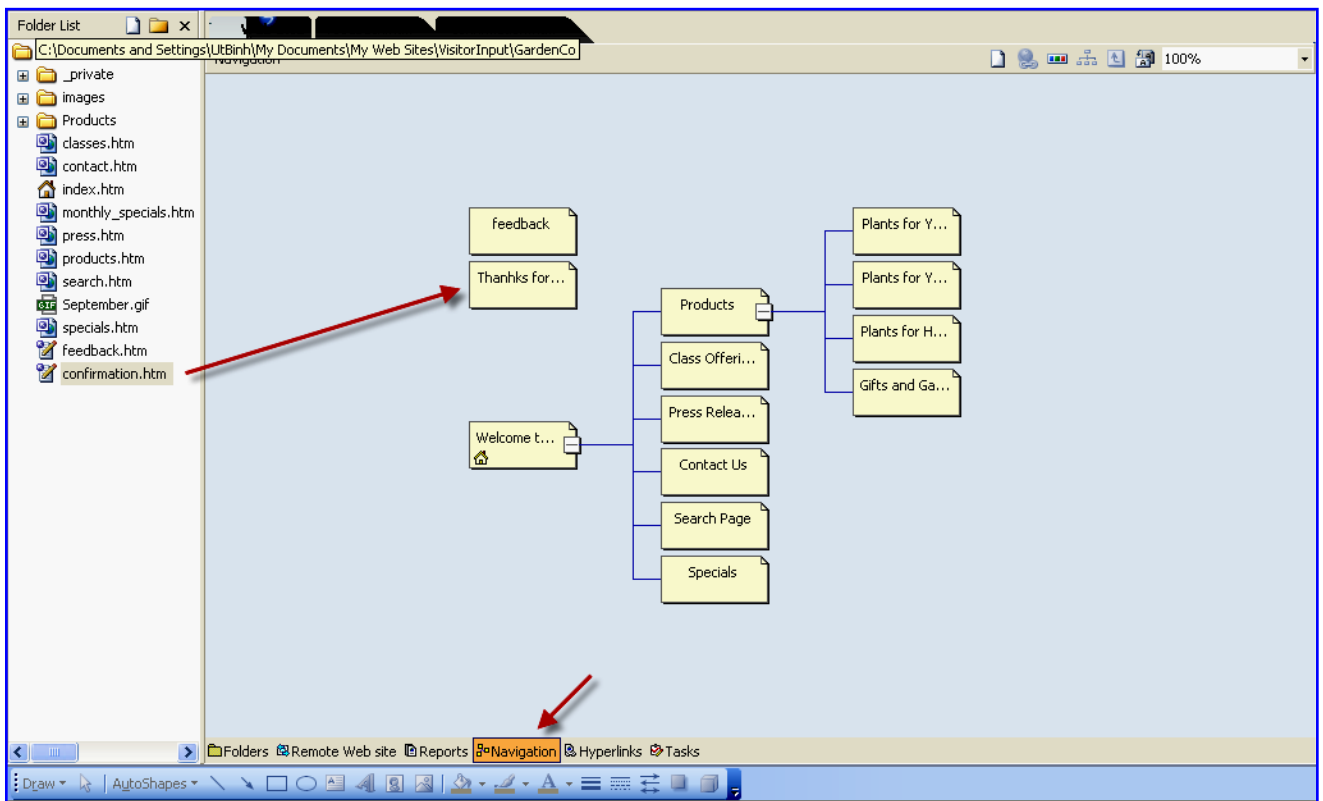 Folder List
C:\Documents and Settings\UtBinh\My Documents\My Web Sites\VisitorInput\GardenCo
Navigation
100%
_private
images
Products
classes.htm
contact.htm
index.htm
monthly_specials.htm
press.htm
products.htm
search.htm
September.gif
specials.htm
feedback.htm
confirmation.htm
feedback
Thanhks for...
Welcome t...
Products
Class Offeri...
Press Relea...
Contact Us
Search Page
Specials
Plants for Y...
Plants for Y...
Plants for H...
Gifts and Ga...
Folders Remote Web site Reports Navigation Hyperlinks Tasks
Draw AutoShapes